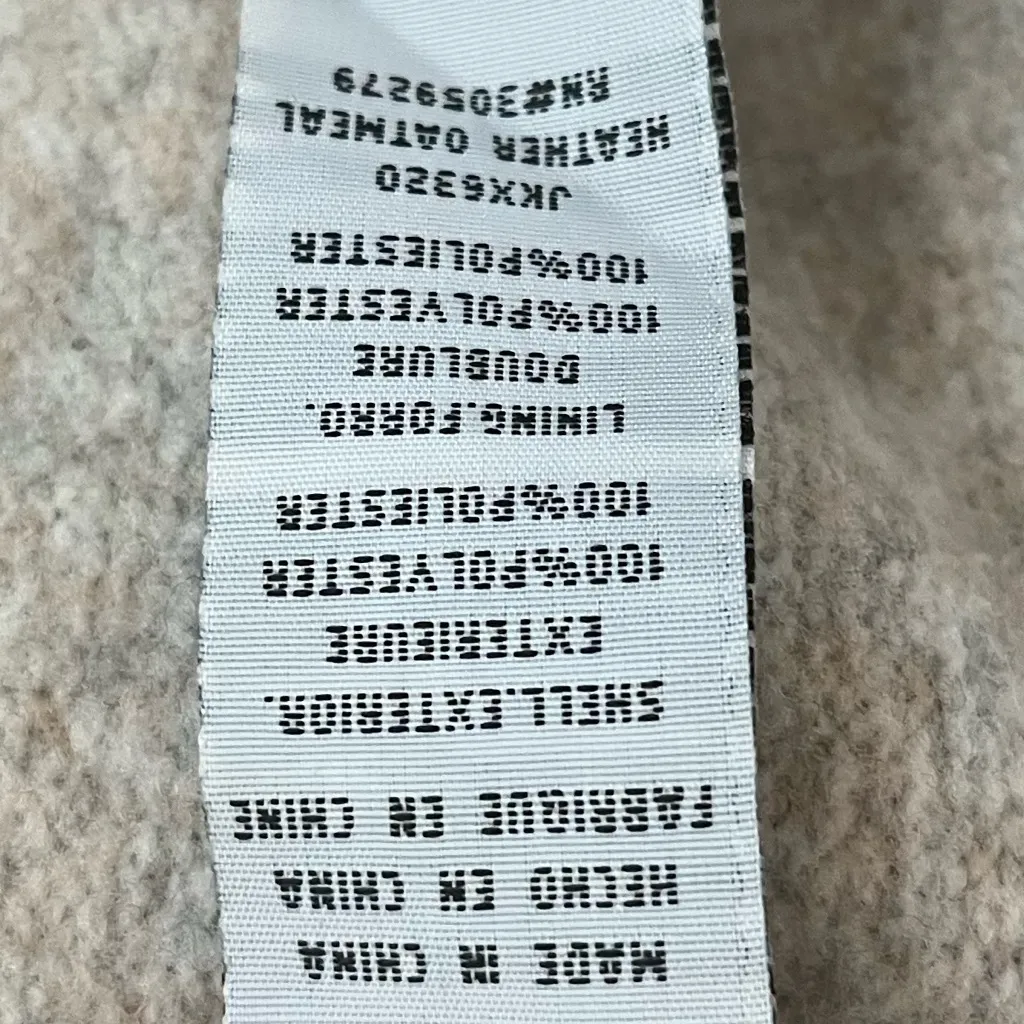 MADE IN CHINA
HECHO EN CHINA
FABRIQUE EN CHINE
SHELL.EXTERIOR.
EXTERIEURE
100%POLYESTER
100%POLIESTER
LINING.FORRO.
DOUBLURE
100%POLYESTER
100%POLIESTER
JKX6320
HEATHER OATMEAL
RN#3059279